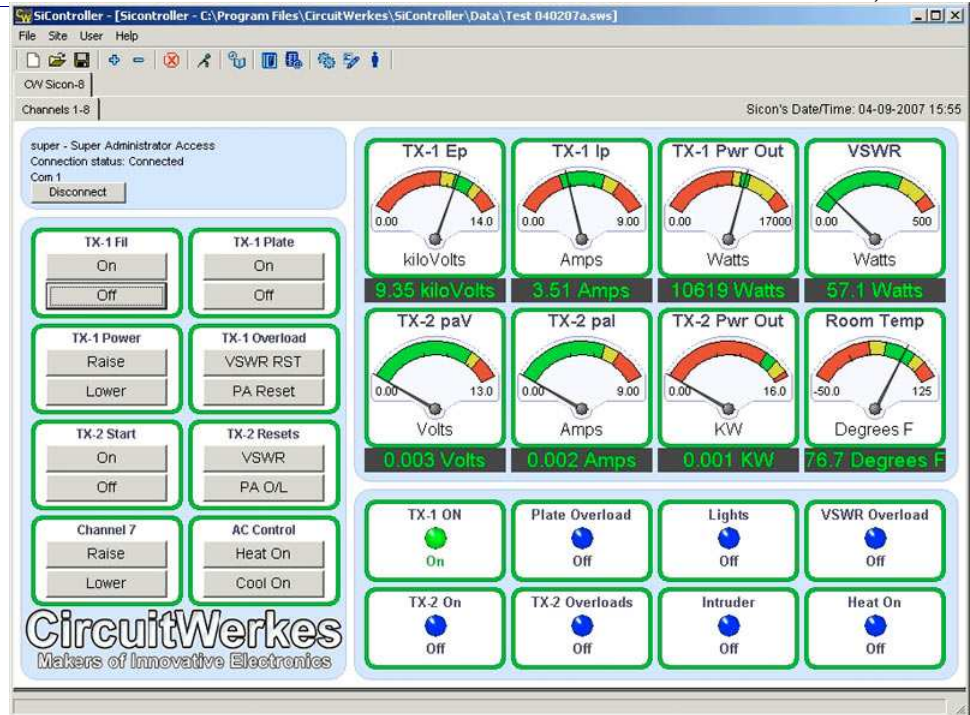 SiController - [Sicontroller - C:\Program Files\CircuitWerkes\SiController\Data\Test 040207a.sws]
File Site User Help
CW Sicon-8
Channels 1-8
Sicon's Date/Time: 04-09-2007 15:55
super - Super Administrator Access
Connection status: Connected
Com 1
Disconnect
TX-1 Fil
On
Off
TX-1 Plate
On
Off
TX-1 Power
Raise
Lower
TX-1 Overload
VSWR RST
PA Reset
TX-2 Start
On
Off
TX-2 Resets
VSWR
PA O/L
Channel 7
Raise
Lower
AC Control
Heat On
Cool On
CircuitWerkes
Makers of Innovative Electronics
TX-1 Ep
0.00 14.0
kiloVolts
9.35 kiloVolts
TX-1 Ip
0.00 9.00
Amps
3.51 Amps
TX-1 Pwr Out
0.00 17000
Watts
10619 Watts
VSWR
0.00 500
Watts
57.1 Watts
TX-2 paV
0.00 13.0
Volts
0.003 Volts
TX-2 paI
0.00 9.00
Amps
0.002 Amps
TX-2 Pwr Out
0.00 16.0
KW
0.001 KW
Room Temp
-50.0 125
Degrees F
76.7 Degrees F
TX-1 ON
On
Plate Overload
Off
Lights
Off
VSWR Overload
Off
TX-2 On
Off
TX-2 Overloads
Off
Intruder
Off
Heat On
Off